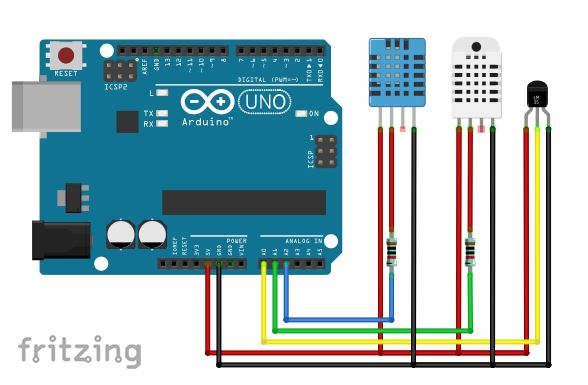 RESET
ICSP2
AREF
GND
13
12
~11
~10
~9
8
7
~6
~5
4
~3
2
TXD▶1
RXD◀0
DIGITAL (PWM=~)
L
TX
RX
Arduino™
UNO
ON
1
ICSP
LM
35
POWER
ANALOG IN
IOREF
RESET
3V3
5V
GND
GND
VIN
A0
A1
A2
A3
A4
A5
fritzing